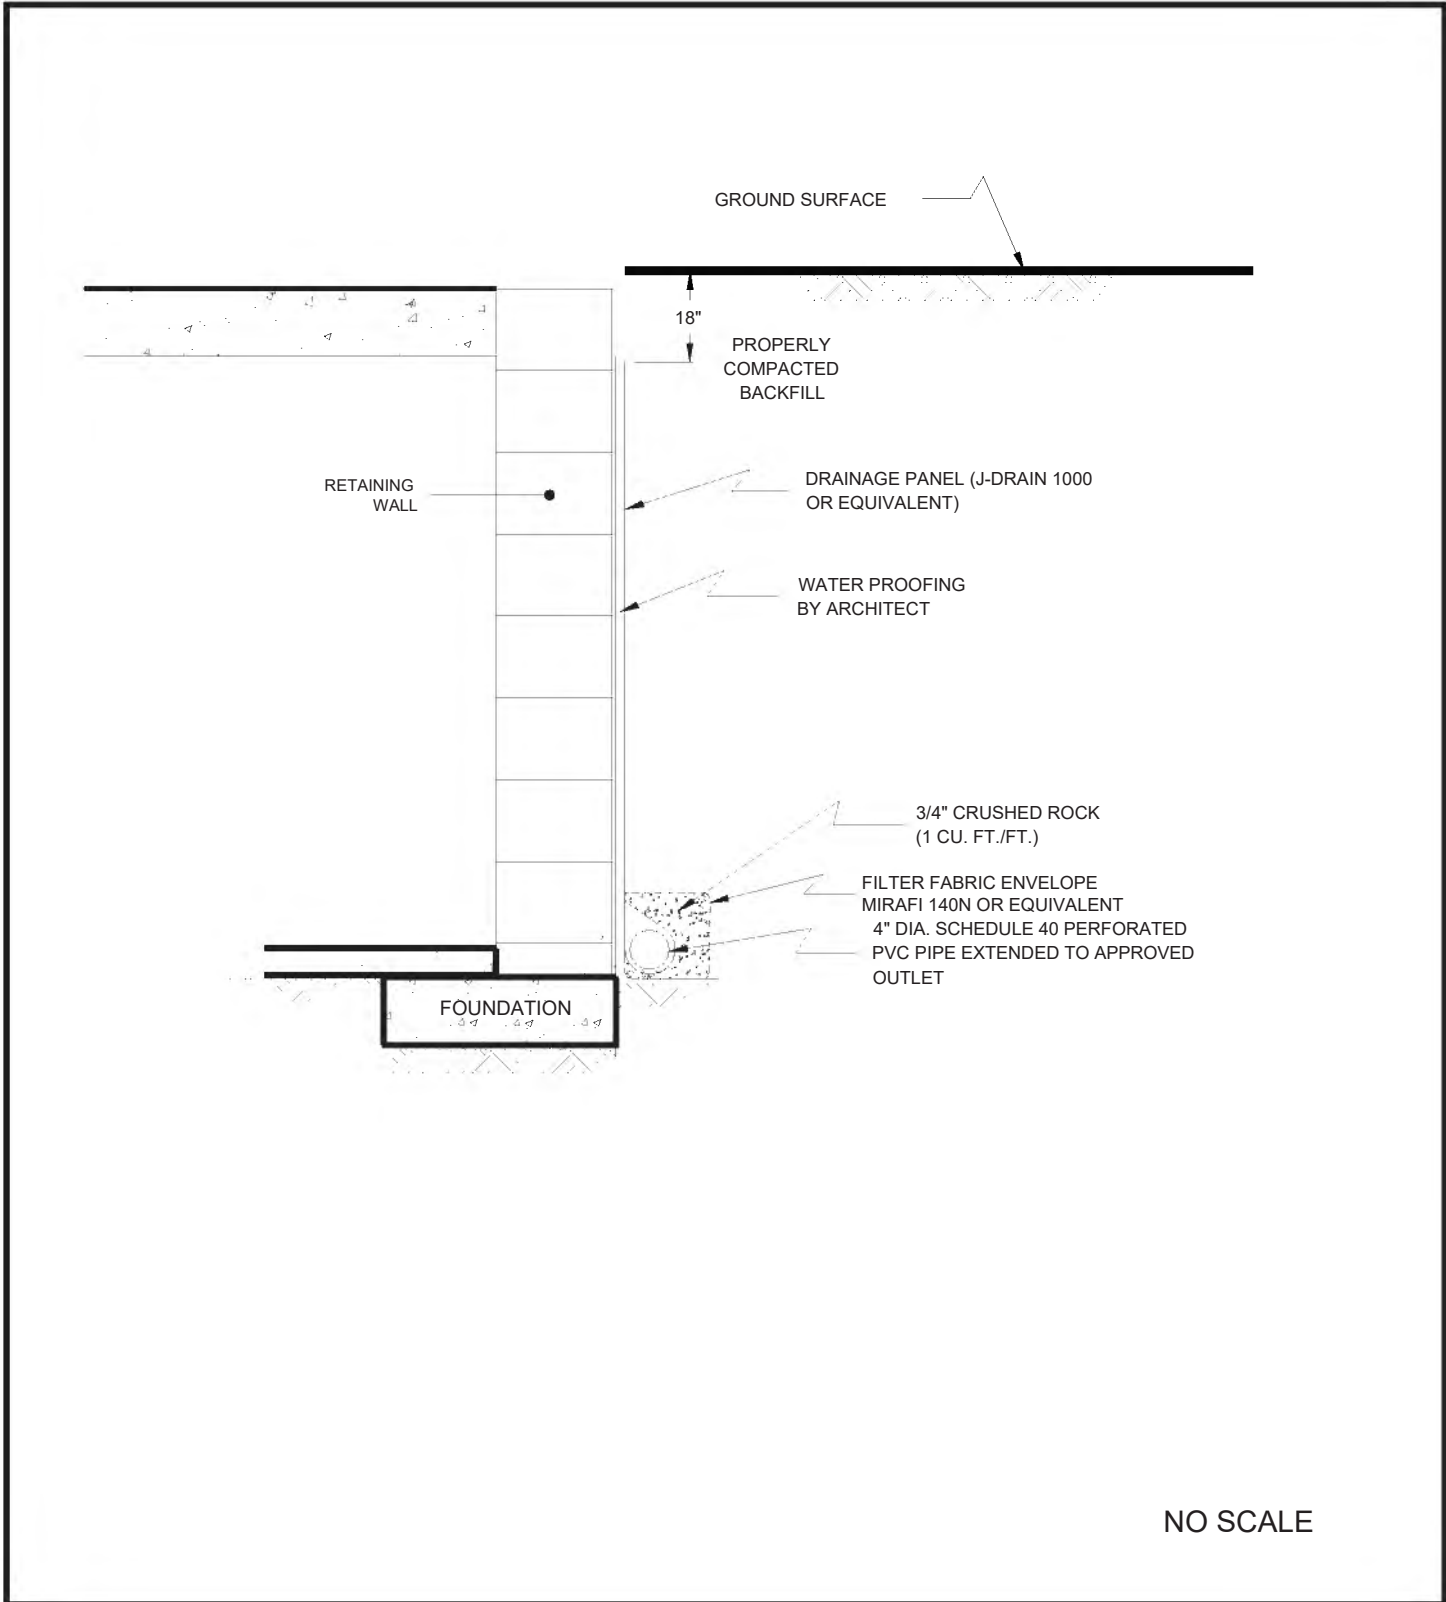 GROUND SURFACE
18"
PROPERLY
COMPACTED
BACKFILL
RETAINING
WALL
DRAINAGE PANEL (J-DRAIN 1000
OR EQUIVALENT)
WATER PROOFING
BY ARCHITECT
3/4" CRUSHED ROCK
(1 CU. FT./FT.)
FILTER FABRIC ENVELOPE
MIRAFI 140N OR EQUIVALENT
4" DIA. SCHEDULE 40 PERFORATED
PVC PIPE EXTENDED TO APPROVED
OUTLET
FOUNDATION
NO SCALE